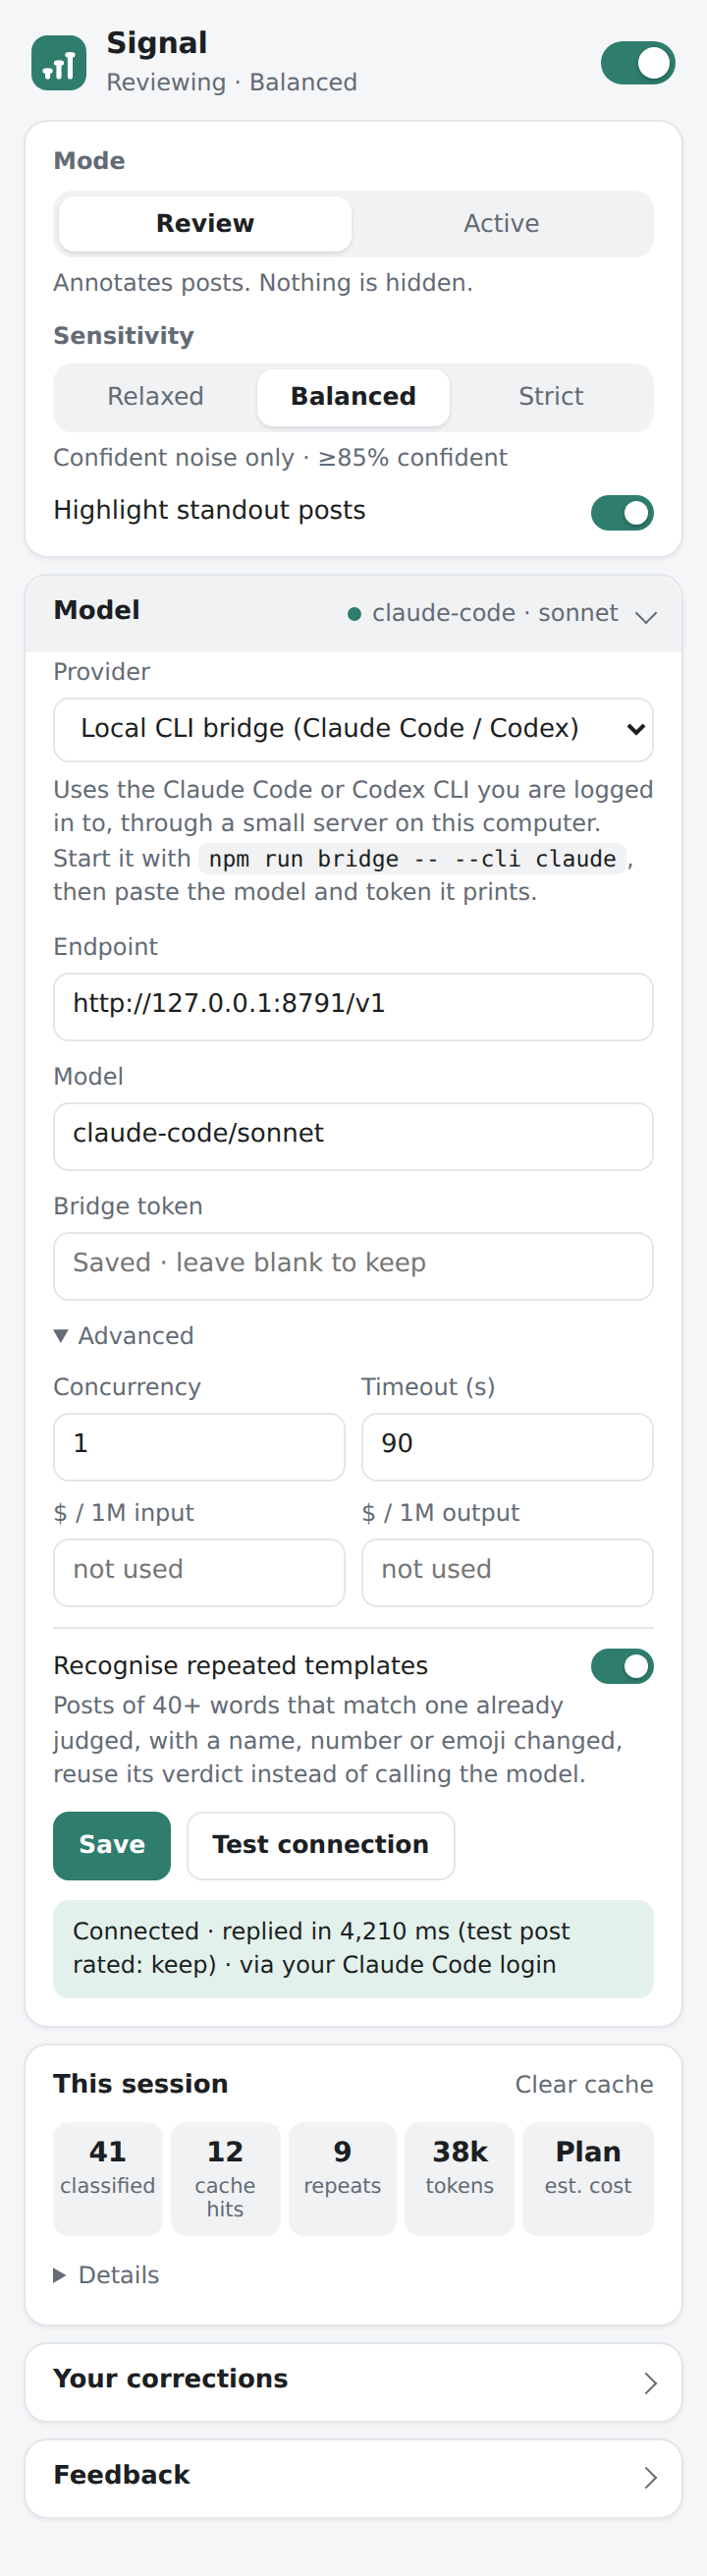 Signal
Reviewing · Balanced
Mode
Review
Active
Annotates posts. Nothing is hidden.
Sensitivity
Relaxed
Balanced
Strict
Confident noise only · ≥85% confident
Highlight standout posts
Model
claude-code · sonnet
Provider
Local CLI bridge (Claude Code / Codex)
Uses the Claude Code or Codex CLI you are logged
in to, through a small server on this computer.
Start it with npm run bridge -- --cli claude,
then paste the model and token it prints.
Endpoint
http://127.0.0.1:8791/v1
Model
claude-code/sonnet
Bridge token
Saved · leave blank to keep
Advanced
Concurrency
Timeout (s)
1
90
$ / 1M input
$ / 1M output
not used
not used
Recognise repeated templates
Posts of 40+ words that match one already
judged, with a name, number or emoji changed,
reuse its verdict instead of calling the model.
Save
Test connection
Connected · replied in 4,210 ms (test post
rated: keep) · via your Claude Code login
This session
Clear cache
41
classified
12
cache
hits
9
repeats
38k
tokens
Plan
est. cost
Details
Your corrections
Feedback